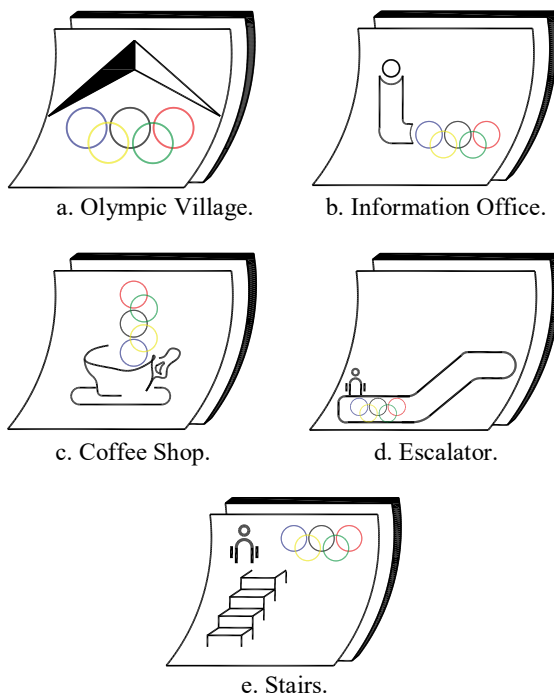 a. Olympic Village.
b. Information Office.
c. Coffee Shop.
d. Escalator.
e. Stairs.